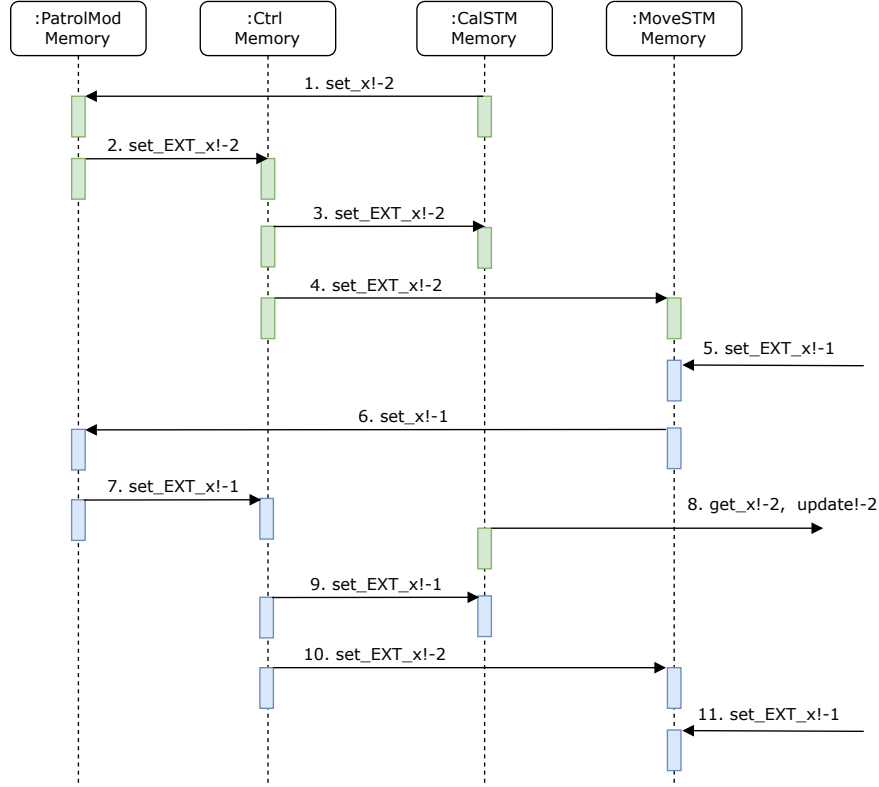 :PatrolMod
Memory
:Ctrl
Memory
:CalSTM
Memory
:MoveSTM
Memory
1. set_x!-2
2. set_EXT_x!-2
3. set_EXT_x!-2
4. set_EXT_x!-2
5. set_EXT_x!-1
6. set_x!-1
7. set_EXT_x!-1
8. get_x!-2, update!-2
9. set_EXT_x!-1
10. set_EXT_x!-2
11. set_EXT_x!-1